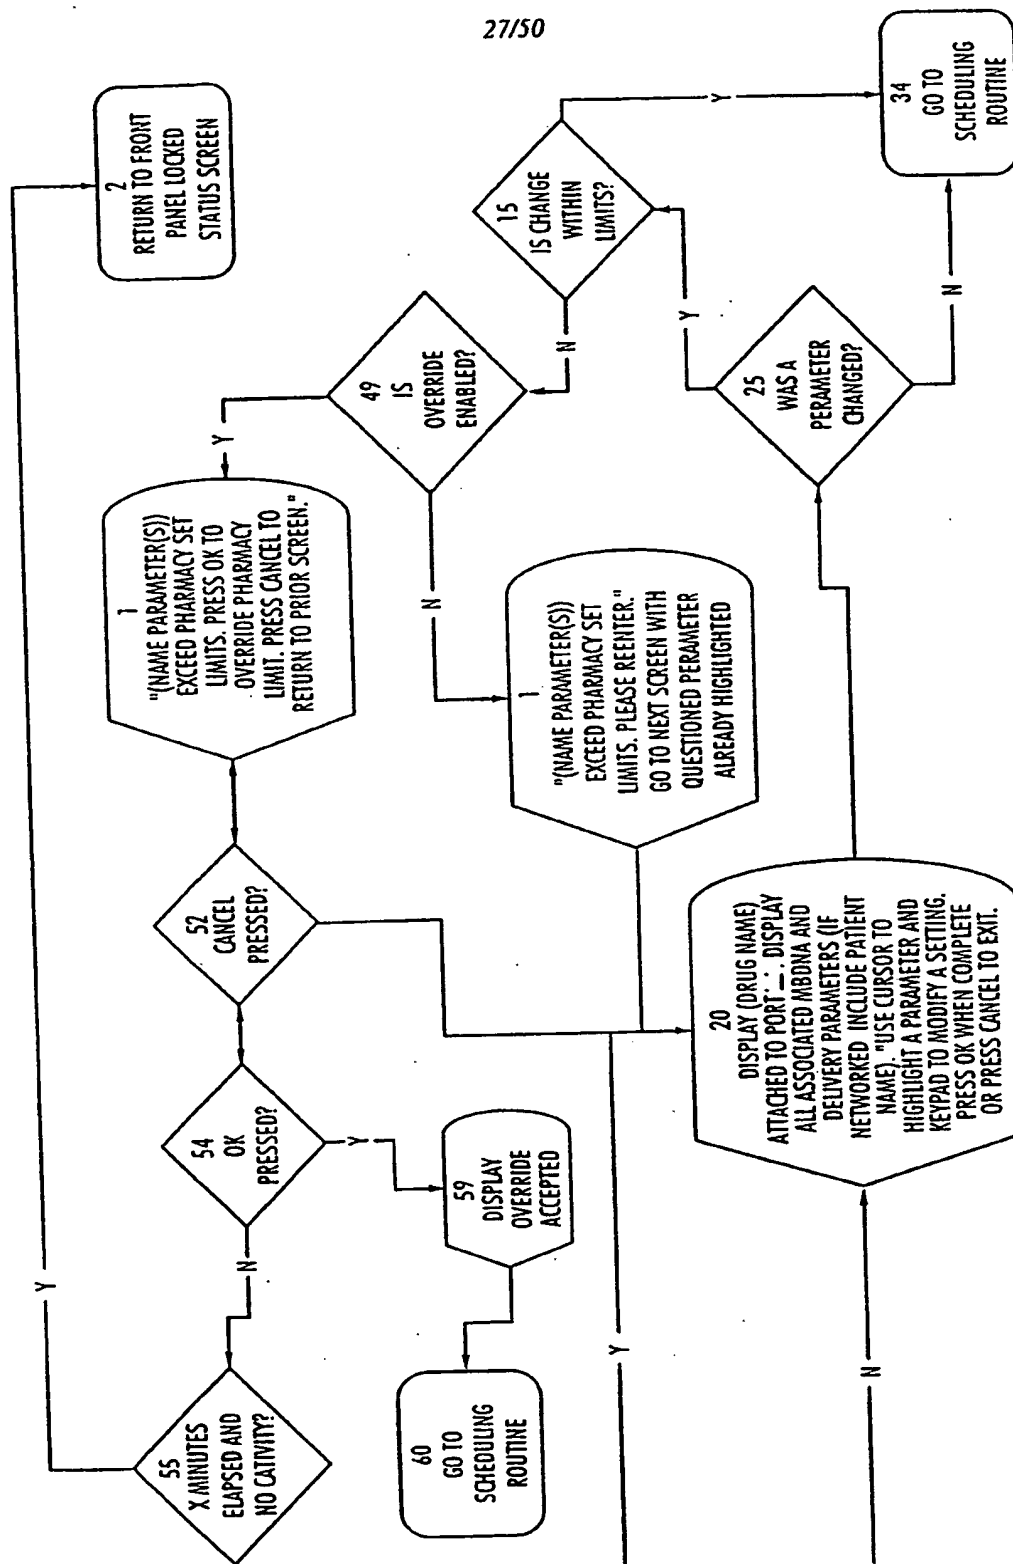 27/50
2
RETURN TO FRONT
PANEL LOCKED
STATUS SCREEN
Y
55
X MINUTES
ELAPSED AND
NO CATIVITY?
N
54
OK
PRESSED?
Y
52
CANCEL
PRESSED?
1
"(NAME PARAMETER(S))
EXCEED PHARMACY SET
LIMITS. PRESS OK TO
OVERRIDE PHARMACY
LIMIT. PRESS CANCEL TO
RETURN TO PRIOR SCREEN."
Y
49
IS
OVERRIDE
ENABLED?
N
N
15
IS CHANGE
WITHIN
LIMITS?
Y
34
GO TO
SCHEDULING
ROUTINE
60
GO TO
SCHEDULING
ROUTINE
59
DISPLAY
OVERRIDE
ACCEPTED
1
"(NAME PARAMETER(S))
EXCEED PHARMACY SET
LIMITS. PLEASE REENTER."
GO TO NEXT SCREEN WITH
QUESTIONED PERAMETER
ALREADY HIGHLIGHTED
Y
25
WAS A
PERAMETER
CHANGED?
N
Y
20
DISPLAY (DRUG NAME)
ATTACHED TO PORT'_'. DISPLAY
ALL ASSOCIATED MBDNA AND
DELIVERY PARAMETERS (IF
NETWORKED INCLUDE PATIENT
NAME). "USE CURSOR TO
HIGHLIGHT A PARAMETER AND
KEYPAD TO MODIFY A SETTING.
PRESS OK WHEN COMPLETE
OR PRESS CANCEL TO EXIT.
N